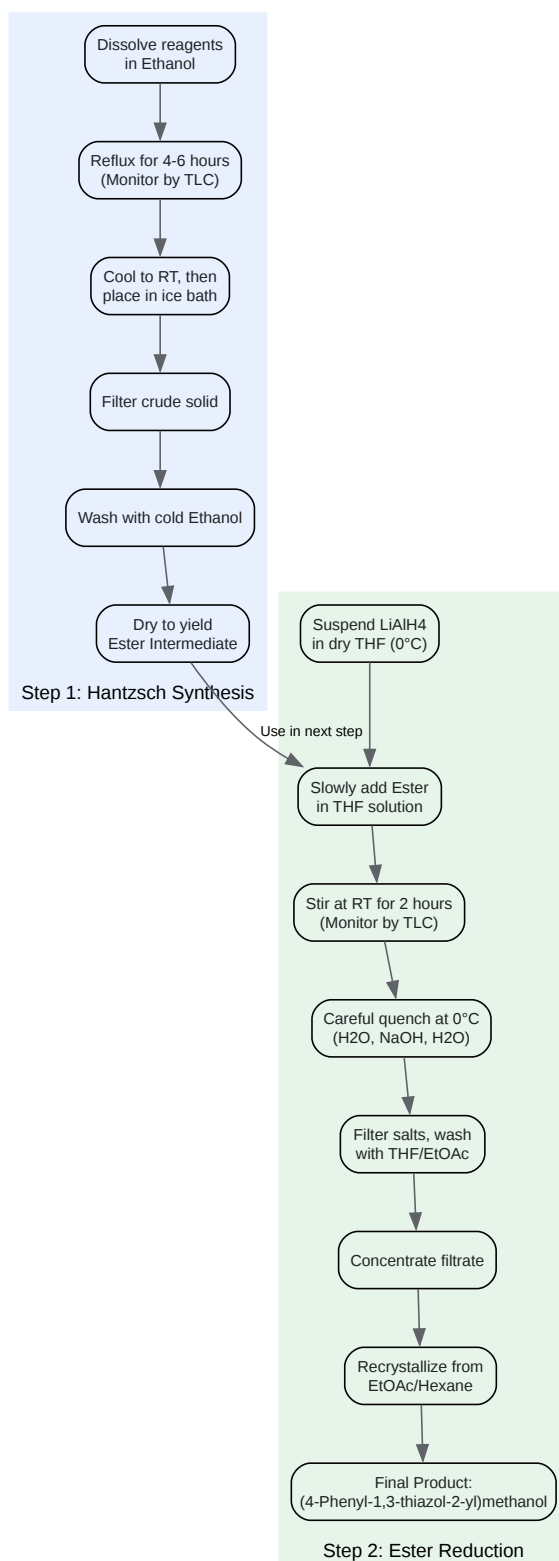 Dissolve reagents
in Ethanol
Reflux for 4-6 hours
(Monitor by TLC)
Cool to RT, then
place in ice bath
Filter crude solid
Wash with cold Ethanol
Dry to yield
Ester Intermediate
Step 1: Hantzsch Synthesis
Suspend LiAlH4
in dry THF (0°C)
Use in next step
Slowly add Ester
in THF solution
Stir at RT for 2 hours
(Monitor by TLC)
Careful quench at 0°C
(H2O, NaOH, H2O)
Filter salts, wash
with THF/EtOAc
Concentrate filtrate
Recrystallize from
EtOAc/Hexane
Final Product:
(4-Phenyl-1,3-thiazol-2-yl)methanol
Step 2: Ester Reduction